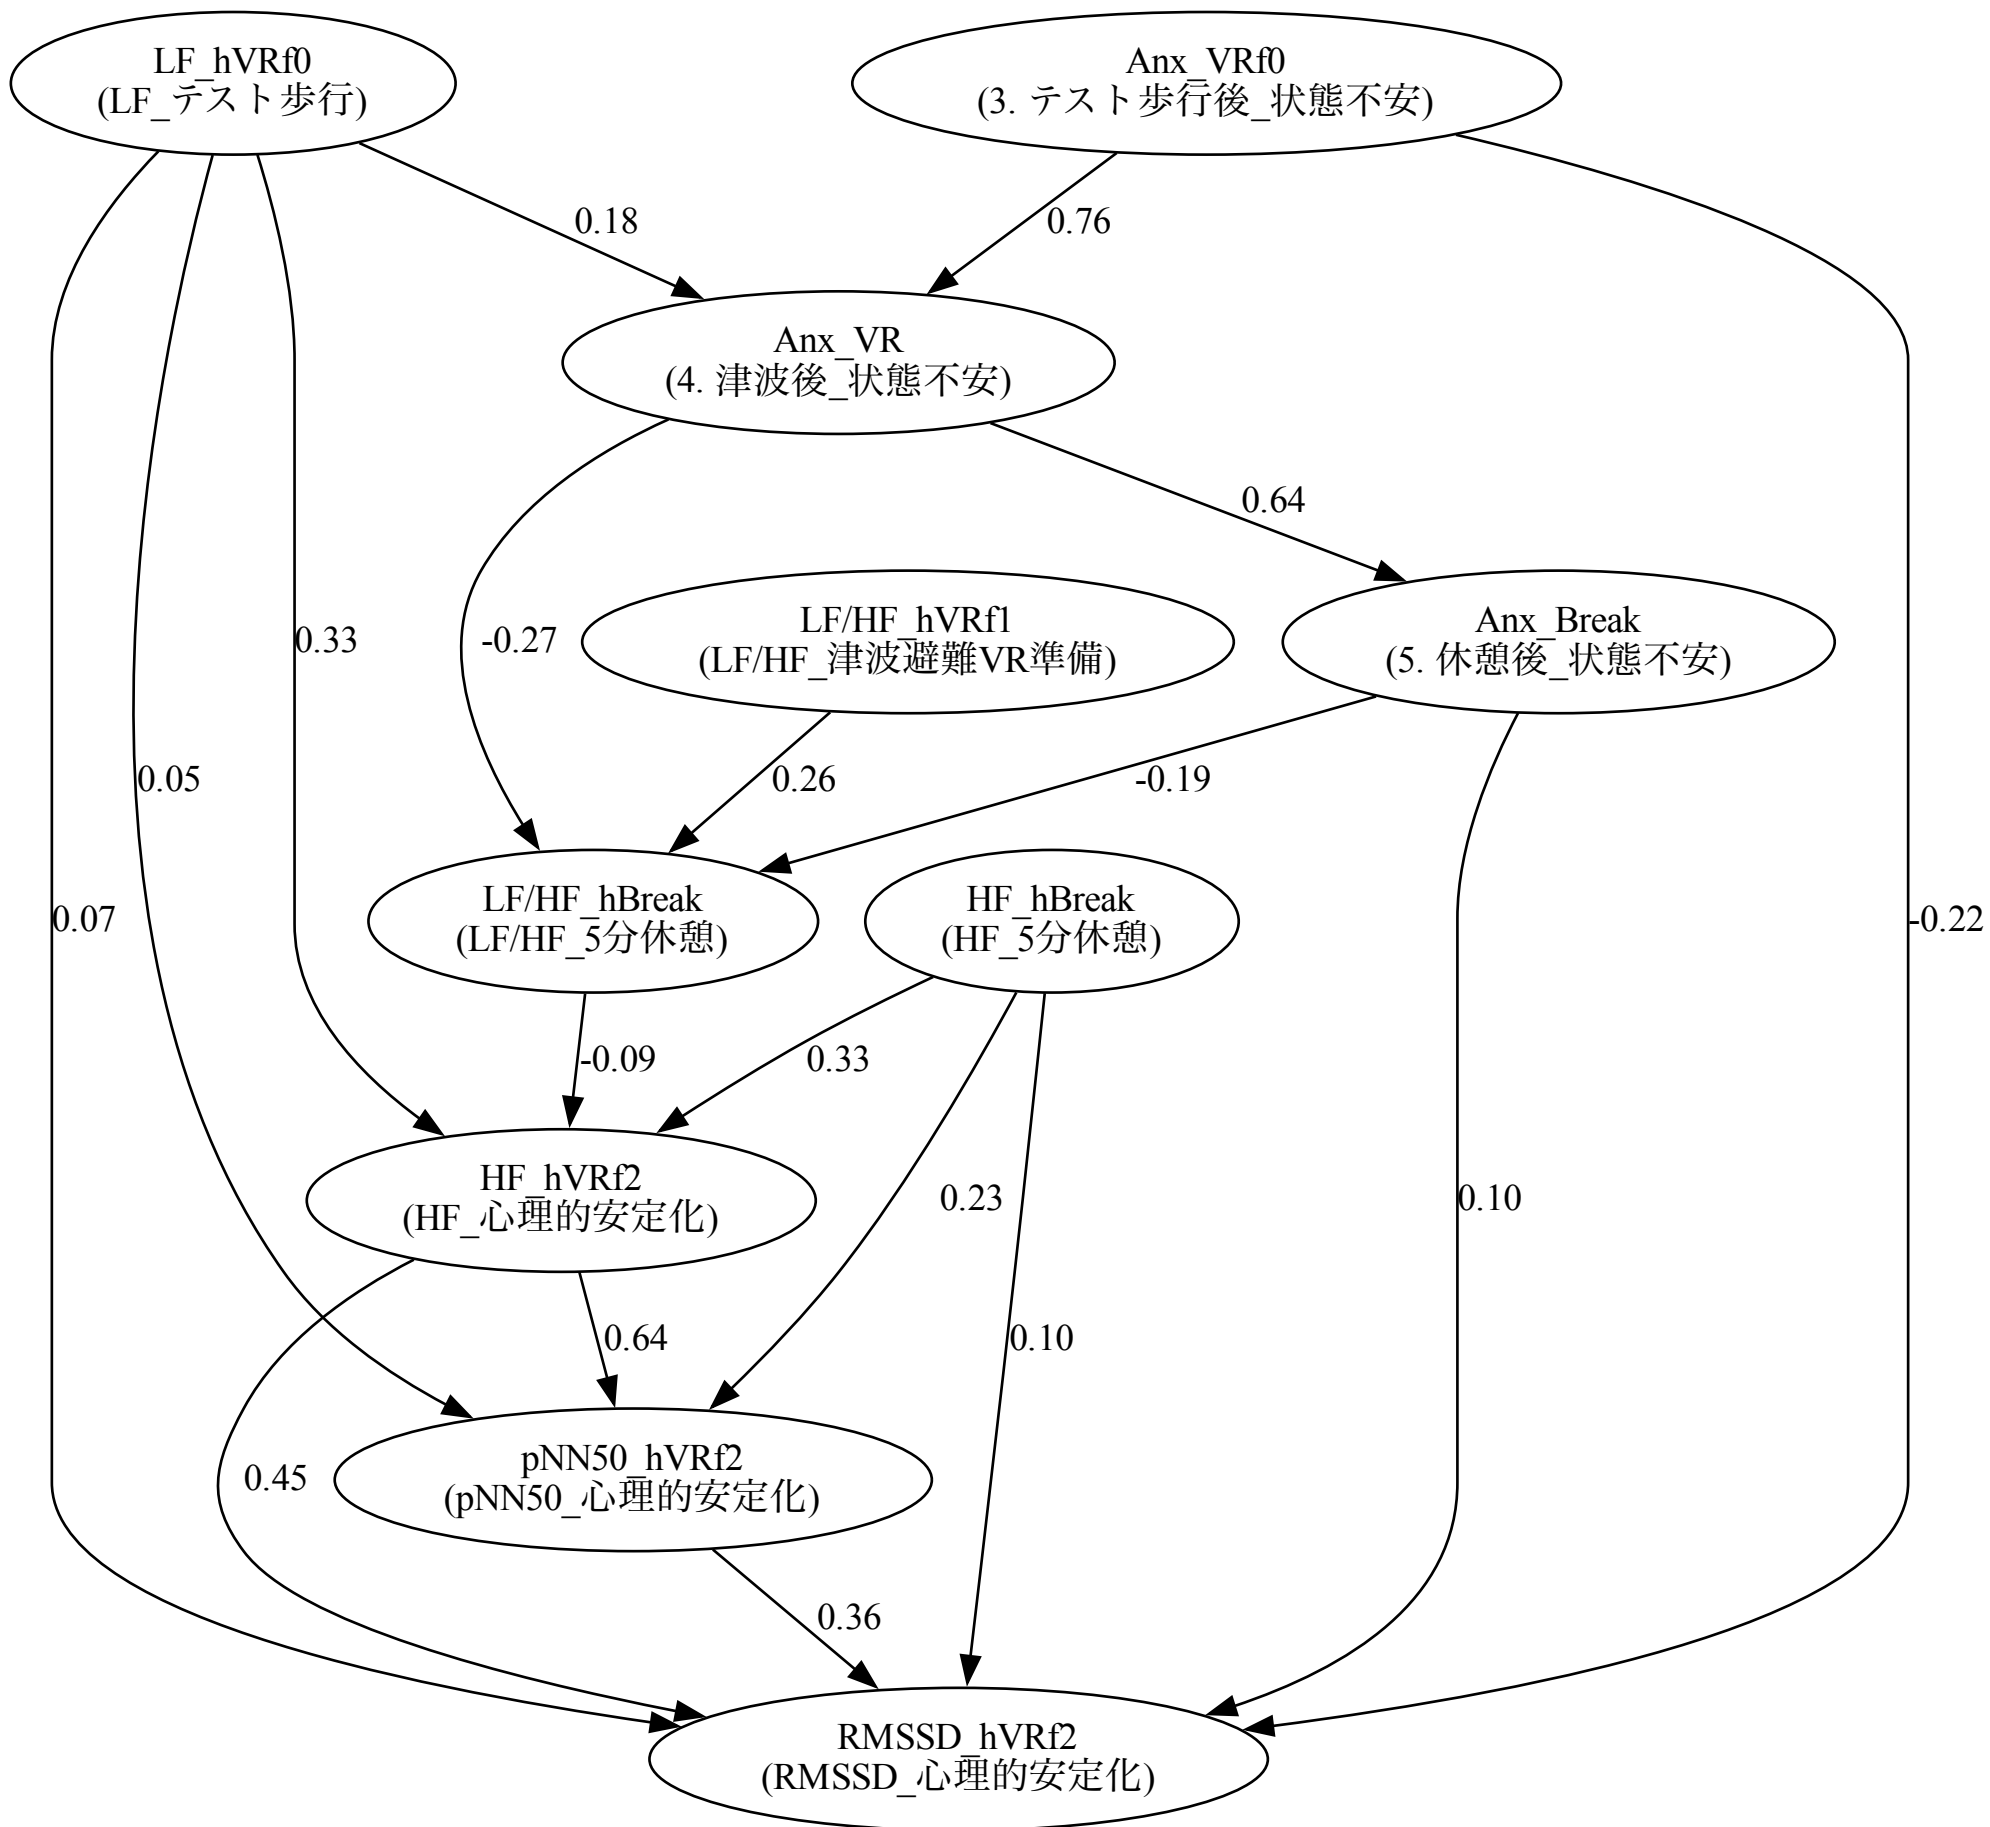 LF_hVRf0
(LF_テスト歩行)
Anx_VRf0
(3. テスト歩行後_状態不安)
0.18
0.76
Anx_VR
(4. 津波後_状態不安)
0.64
LF/HF_hVRf1
(LF/HF_津波避難VR準備)
Anx_Break
(5. 休憩後_状態不安)
0.33
-0.27
0.05
0.26
-0.19
LF/HF_hBreak
(LF/HF_5分休憩)
HF_hBreak
(HF_5分休憩)
0.07
-0.22
-0.09
0.33
HF_hVRf2
(HF_心理的安定化)
0.23
0.10
0.64
0.10
pNN50_hVRf2
(pNN50_心理的安定化)
0.45
0.36
RMSSD_hVRf2
(RMSSD_心理的安定化)